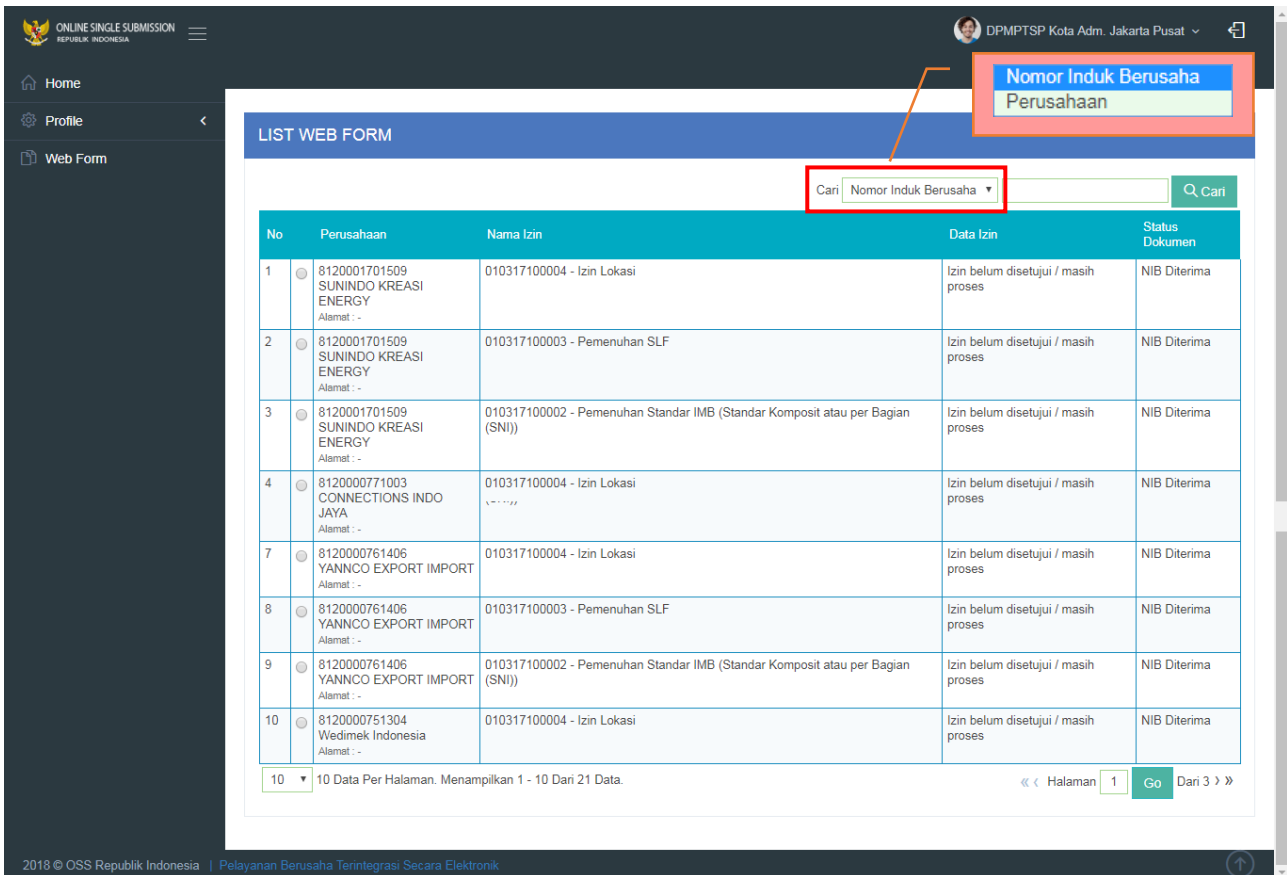 ONLINE SINGLE SUBMISSION
REPUBLIK INDONESIA
DPMPTSP Kota Adm. Jakarta Pusat
Home
Profile
Web Form
Nomor Induk Berusaha
Perusahaan
LIST WEB FORM
Cari Nomor Induk Berusaha Cari
No Perusahaan Nama Izin Data Izin Status
Dokumen
1 8120001701509 010317100004 - Izin Lokasi Izin belum disetujui / masih NIB Diterima
SUNINDO KREASI proses
ENERGY
Alamat : -
2 8120001701509 010317100003 - Pemenuhan SLF Izin belum disetujui / masih NIB Diterima
SUNINDO KREASI proses
ENERGY
Alamat : -
3 8120001701509 010317100002 - Pemenuhan Standar IMB (Standar Komposit atau per Bagian Izin belum disetujui / masih NIB Diterima
SUNINDO KREASI (SNI)) proses
ENERGY
Alamat : -
4 8120000771003 010317100004 - Izin Lokasi Izin belum disetujui / masih NIB Diterima
CONNECTIONS INDO proses
JAYA
Alamat : -
7 8120000761406 010317100004 - Izin Lokasi Izin belum disetujui / masih NIB Diterima
YANNCO EXPORT IMPORT proses
Alamat : -
8 8120000761406 010317100003 - Pemenuhan SLF Izin belum disetujui / masih NIB Diterima
YANNCO EXPORT IMPORT proses
Alamat : -
9 8120000761406 010317100002 - Pemenuhan Standar IMB (Standar Komposit atau per Bagian Izin belum disetujui / masih NIB Diterima
YANNCO EXPORT IMPORT (SNI)) proses
Alamat : -
10 8120000751304 010317100004 - Izin Lokasi Izin belum disetujui / masih NIB Diterima
Wedimek Indonesia proses
Alamat : -
10 10 Data Per Halaman. Menampilkan 1 - 10 Dari 21 Data. « ‹ Halaman 1 Go Dari 3 › »
2018 © OSS Republik Indonesia | Pelayanan Berusaha Terintegrasi Secara Elektronik